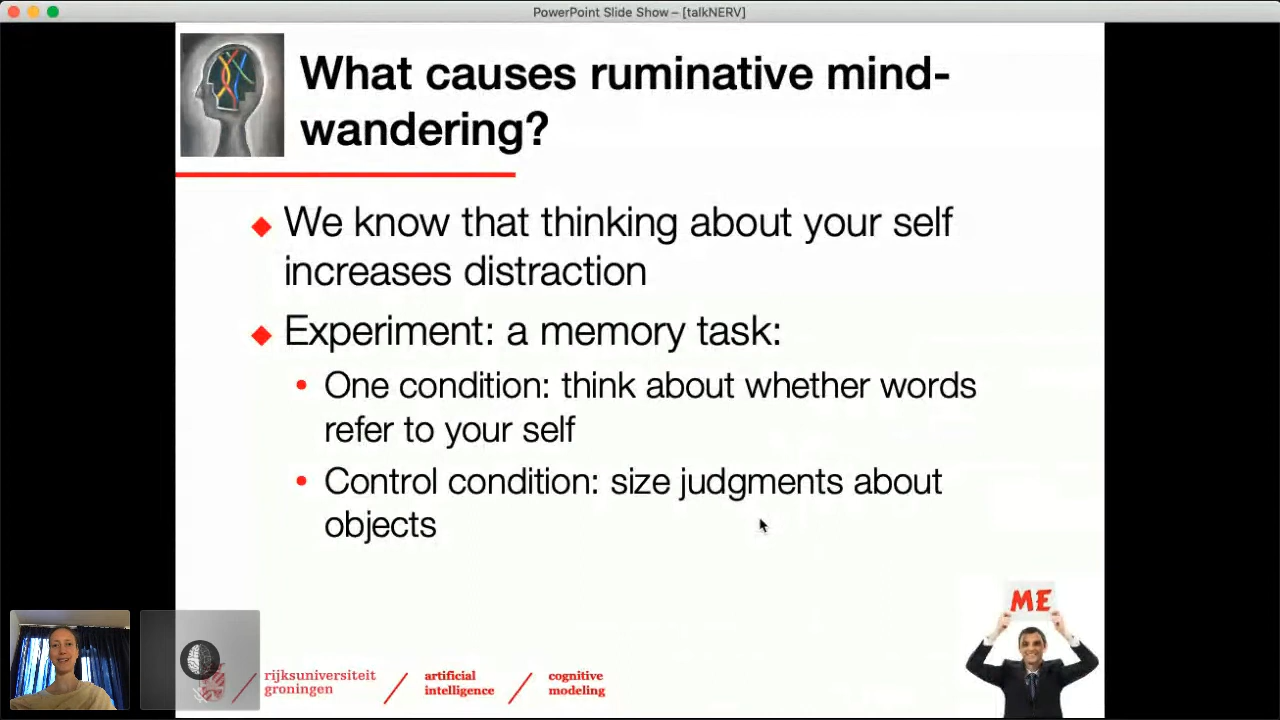 PowerPoint Slide Show – [talkNERV]
What causes ruminative mind-
wandering?
We know that thinking about your self
increases distraction
Experiment: a memory task:
One condition: think about whether words
refer to your self
Control condition: size judgments about
objects
ME
rijksuniversiteit
groningen
artificial
intelligence
cognitive
modeling